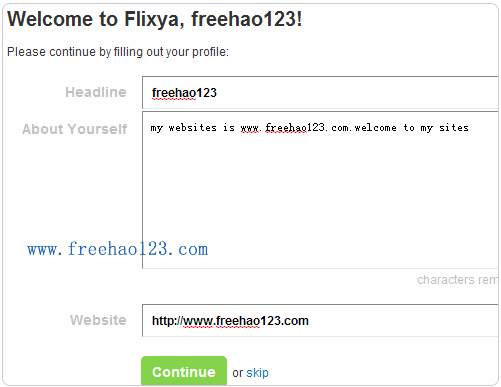 Welcome to Flixya, freehao123!
Please continue by filling out your profile:
Headline
freehao123
About Yourself
my websites is www.freehao123.com.welcome to my sites
www.freehao123.com
characters
Website
http://www.freehao123.com
Continue or skip